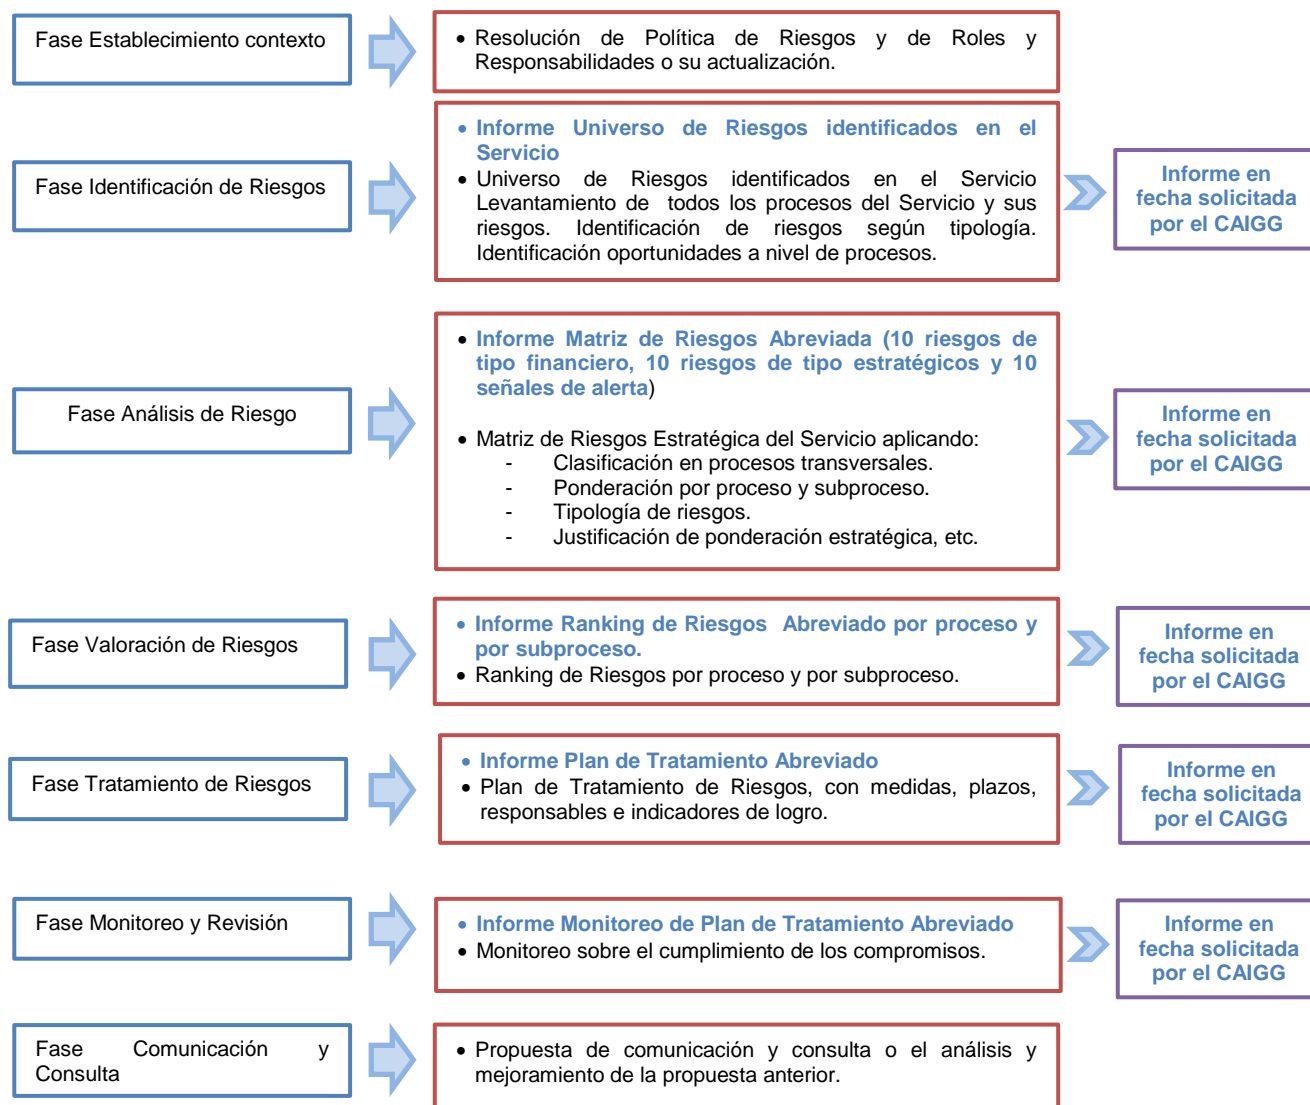 Fase Establecimiento contexto
• Resolución de Política de Riesgos y de Roles y
Responsabilidades o su actualización.
Fase Identificación de Riesgos
• Informe Universo de Riesgos identificados en el
Servicio
• Universo de Riesgos identificados en el Servicio
Levantamiento de todos los procesos del Servicio y sus
riesgos. Identificación de riesgos según tipología.
Identificación oportunidades a nivel de procesos.
Informe en
fecha solicitada
por el CAIGG
Fase Análisis de Riesgo
• Informe Matriz de Riesgos Abreviada (10 riesgos de
tipo financiero, 10 riesgos de tipo estratégicos y 10
señales de alerta)
• Matriz de Riesgos Estratégica del Servicio aplicando:
- Clasificación en procesos transversales.
- Ponderación por proceso y subproceso.
- Tipología de riesgos.
- Justificación de ponderación estratégica, etc.
Informe en
fecha solicitada
por el CAIGG
Fase Valoración de Riesgos
• Informe Ranking de Riesgos Abreviado por proceso y
por subproceso.
• Ranking de Riesgos por proceso y por subproceso.
Informe en
fecha solicitada
por el CAIGG
Fase Tratamiento de Riesgos
• Informe Plan de Tratamiento Abreviado
• Plan de Tratamiento de Riesgos, con medidas, plazos,
responsables e indicadores de logro.
Informe en
fecha solicitada
por el CAIGG
Fase Monitoreo y Revisión
• Informe Monitoreo de Plan de Tratamiento Abreviado
• Monitoreo sobre el cumplimiento de los compromisos.
Informe en
fecha solicitada
por el CAIGG
Fase Comunicación y
Consulta
• Propuesta de comunicación y consulta o el análisis y
mejoramiento de la propuesta anterior.